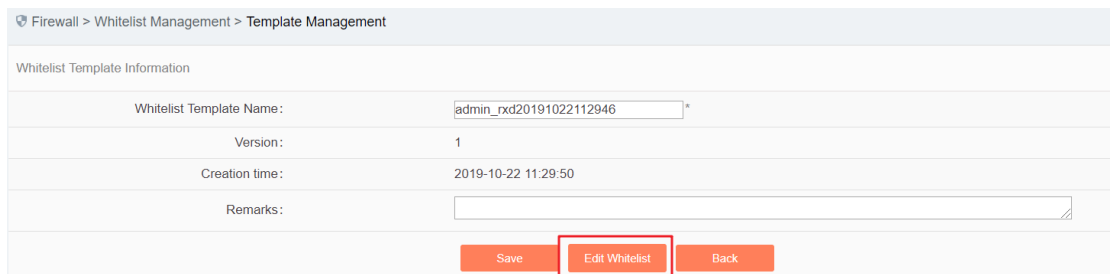 Firewall > Whitelist Management > Template Management
Whitelist Template Information
Whitelist Template Name: admin_rxd20191022112946 *
Version: 1
Creation time: 2019-10-22 11:29:50
Remarks:
Save Edit Whitelist Back